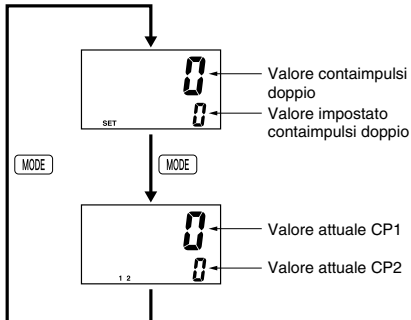 0
Valore contaimpulsi
doppio
Valore impostato
contaimpulsi doppio
SET 0
MODE MODE
0
Valore attuale CP1
1 2 0
Valore attuale CP2